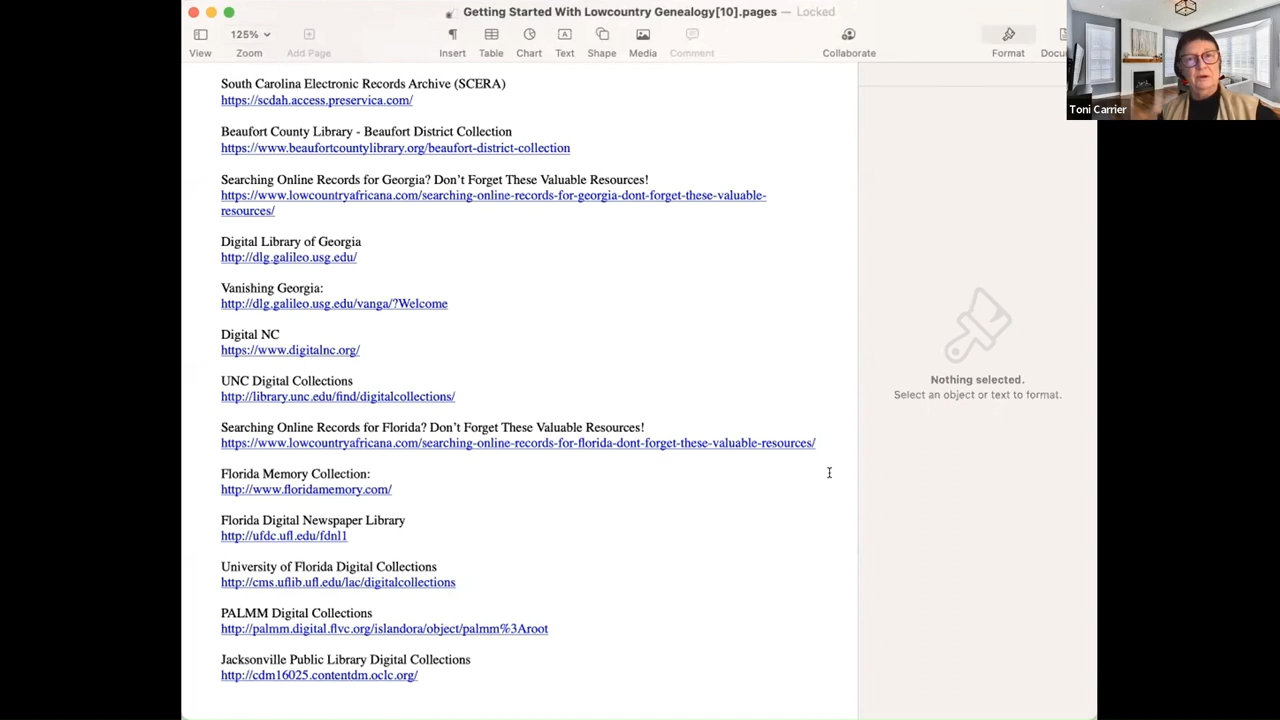 Getting Started With Lowcountry Genealogy[10].pages — Locked
125%
View
Zoom
Add Page
Insert
Table
Chart
Text
Shape
Media
Comment
Collaborate
Format
Docu
Toni Carrier
South Carolina Electronic Records Archive (SCERA)
https://scdah.access.preservica.com/
Beaufort County Library - Beaufort District Collection
https://www.beaufortcountylibrary.org/beaufort-district-collection
Searching Online Records for Georgia? Don’t Forget These Valuable Resources!
https://www.lowcountryafricana.com/searching-online-records-for-georgia-dont-forget-these-valuable-
resources/
Digital Library of Georgia
http://dlg.galileo.usg.edu/
Vanishing Georgia:
http://dlg.galileo.usg.edu/vanga/?Welcome
Digital NC
https://www.digitalnc.org/
UNC Digital Collections
http://library.unc.edu/find/digitalcollections/
Searching Online Records for Florida? Don’t Forget These Valuable Resources!
https://www.lowcountryafricana.com/searching-online-records-for-florida-dont-forget-these-valuable-resources/
Florida Memory Collection:
http://www.floridamemory.com/
Florida Digital Newspaper Library
http://ufdc.ufl.edu/fdnl1
University of Florida Digital Collections
http://cms.uflib.ufl.edu/lac/digitalcollections
PALMM Digital Collections
http://palmm.digital.flvc.org/islandora/object/palmm%3Aroot
Jacksonville Public Library Digital Collections
http://cdm16025.contentdm.oclc.org/
Nothing selected.
Select an object or text to format.